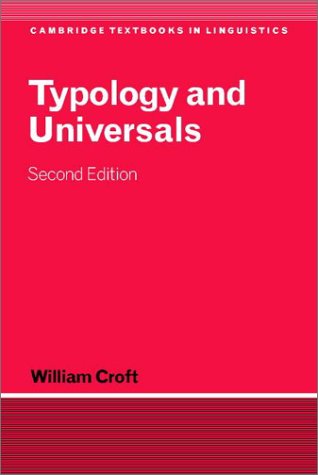 CAMBRIDGE TEXTBOOKS IN LINGUISTICS
Typology and
Universals
Second Edition
William Croft